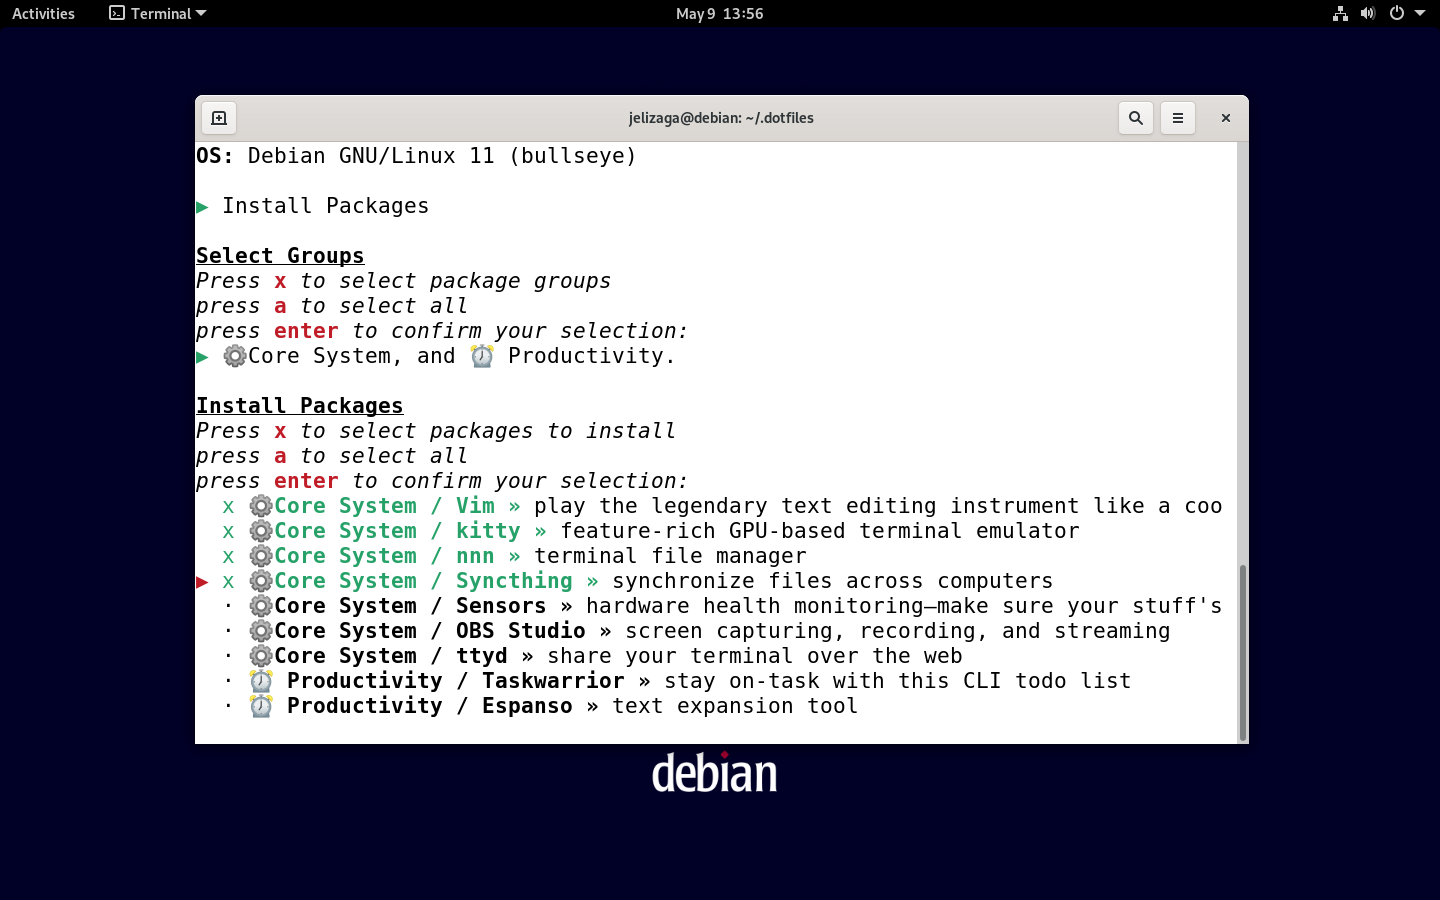 Activities Terminal May 9 13:56
jelizaga@debian: ~/.dotfiles
OS: Debian GNU/Linux 11 (bullseye)
▶ Install Packages
Select Groups
Press x to select package groups
press a to select all
press enter to confirm your selection:
▶ ⚙Core System, and ⏰ Productivity.
Install Packages
Press x to select packages to install
press a to select all
press enter to confirm your selection:
x ⚙Core System / Vim » play the legendary text editing instrument like a coo
x ⚙Core System / kitty » feature-rich GPU-based terminal emulator
x ⚙Core System / nnn » terminal file manager
▶ x ⚙Core System / Syncthing » synchronize files across computers
· ⚙Core System / Sensors » hardware health monitoring—make sure your stuff's
· ⚙Core System / OBS Studio » screen capturing, recording, and streaming
· ⚙Core System / ttyd » share your terminal over the web
· ⏰ Productivity / Taskwarrior » stay on-task with this CLI todo list
· ⏰ Productivity / Espanso » text expansion tool
debian